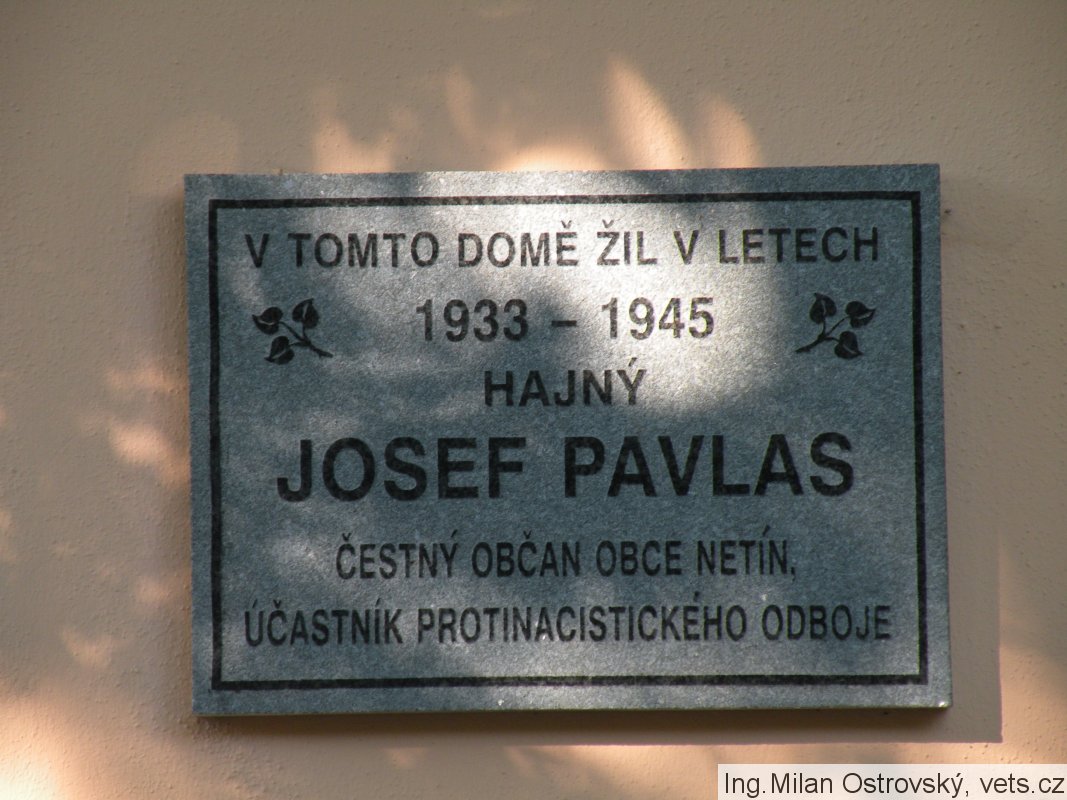 V TOMTO DOMĚ ŽIL V LETECH
1933 – 1945
HAJNÝ
JOSEF PAVLAS
ČESTNÝ OBČAN OBCE NETÍN,
ÚČASTNÍK PROTINACISTICKÉHO ODBOJE
Ing.Milan Ostrovský, vets.cz